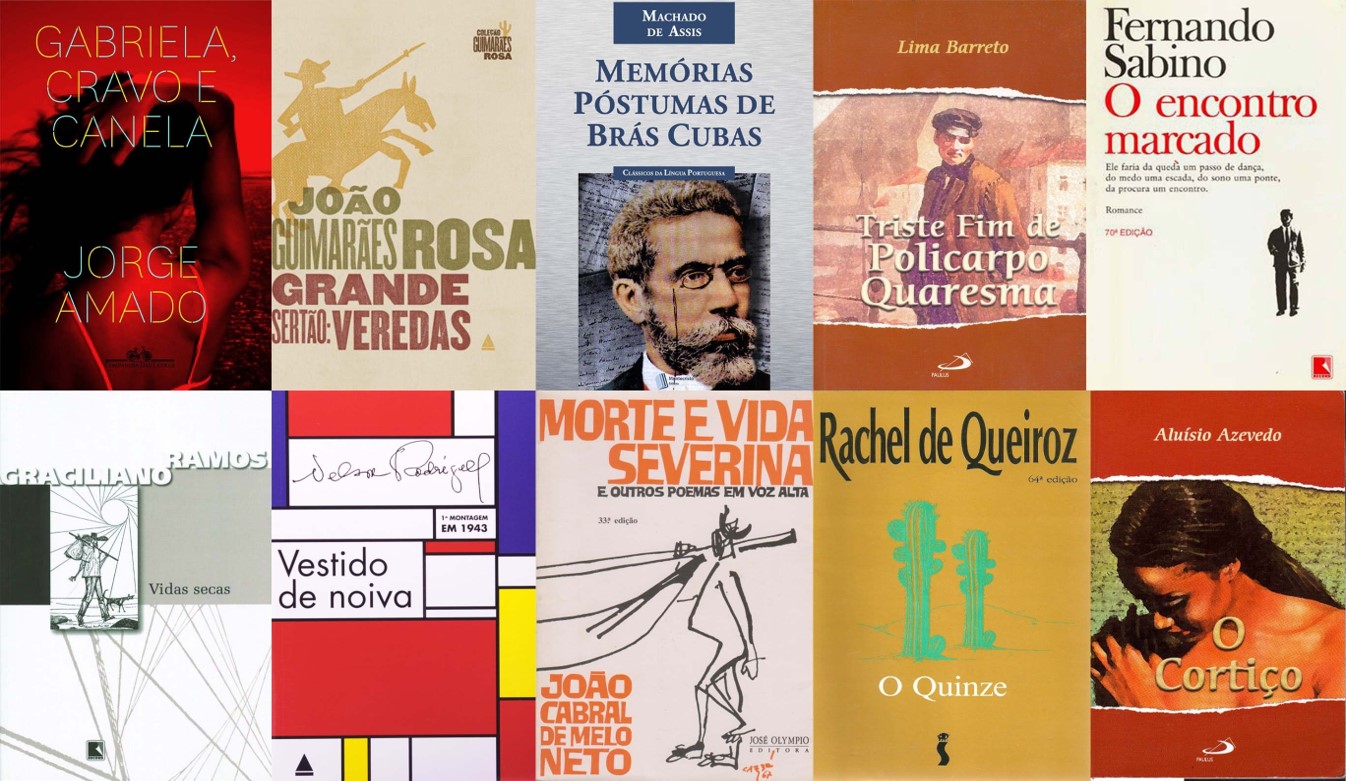 GABRIELA,
CRAVO E
CANELA
JORGE
AMADO
COMPANHIA DAS LETRAS
COLEÇÃO
GUIMARÃES
ROSA
JOÃO
GUIMARÃES ROSA
GRANDE
SERTÃO: VEREDAS
MACHADO
DE ASSIS
MEMÓRIAS
PÓSTUMAS DE
BRÁS CUBAS
CLÁSSICOS DA LÍNGUA PORTUGUESA
Lima Barreto
Triste Fim de
Policarpo
Quaresma
PAULUS
Fernando
Sabino
O encontro
marcado
Ele faria da queda um passo de dança,
do medo uma escada, do sono uma ponte,
da procura um encontro.
Romance
70ª EDIÇÃO
RECORD
GRACILIANO RAMOS
Vidas secas
Nelson Rodrigues
1ª MONTAGEM
EM 1943
Vestido
de noiva
MORTE E VIDA
SEVERINA
E OUTROS POEMAS EM VOZ ALTA
33ª edição
JOÃO
CABRAL
DE MELO
NETO
JOSÉ OLYMPIO
EDITORA
Rachel de Queiroz
64ª edição
O Quinze
Aluísio Azevedo
O
Cortiço
PAULUS